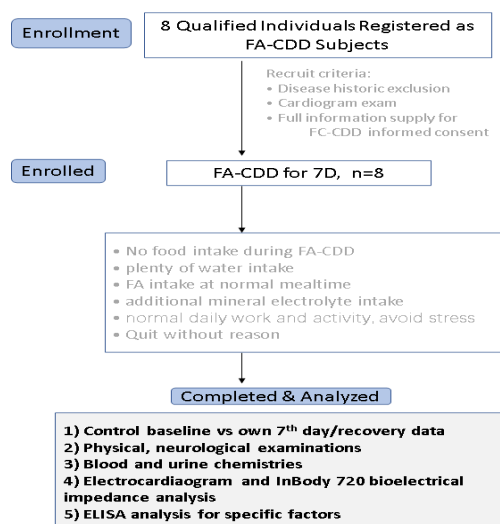 Enrollment
8 Qualified Individuals Registered as
FA-CDD Subjects
Recruit criteria:
• Disease historic exclusion
• Cardiogram exam
• Full information supply for
FC-CDD informed consent
Enrolled
FA-CDD for 7D, n=8
• No food intake during FA-CDD
• plenty of water intake
• FA intake at normal mealtime
• additional mineral electrolyte intake
• normal daily work and activity, avoid stress
• Quit without reason
Completed & Analyzed
1) Control baseline vs own 7th day/recovery data
2) Physical, neurological examinations
3) Blood and urine chemistries
4) Electrocardiaogram and InBody 720 bioelectrical
impedance analysis
5) ELISA analysis for specific factors